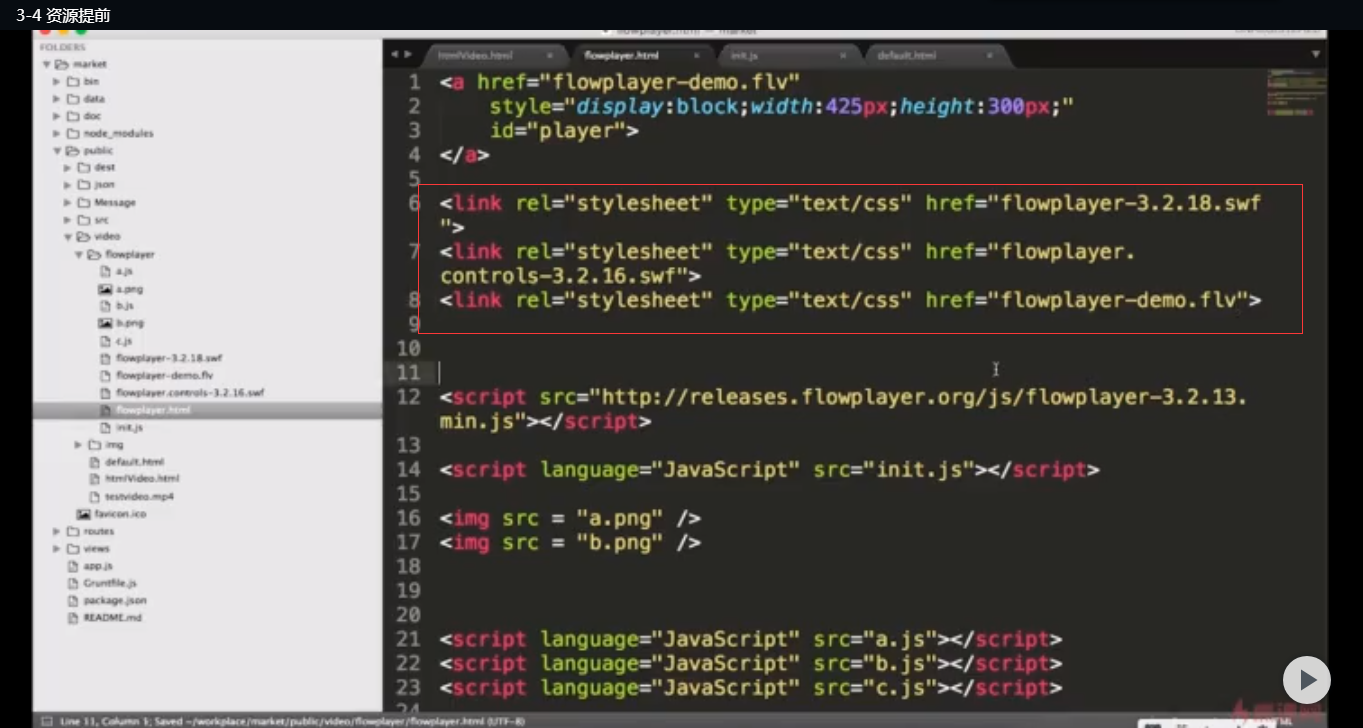 3-4 资源提前
FOLDERS
market
bin
data
doc
node_modules
public
dest
json
Message
src
video
flowplayer
a.js
a.png
b.js
b.png
c.js
flowplayer-3.2.18.swf
flowplayer-demo.flv
flowplayer.controls-3.2.16.swf
flowplayer.html
init.js
img
default.html
htmlVideo.html
testvideo.mp4
favicon.ico
routes
views
app.js
Gruntfile.js
package.json
README.md
flowplayer.html — market
htmlVideo.html × flowplayer.html × init.js × default.html ×
1 <a href="flowplayer-demo.flv"
2 style="display:block;width:425px;height:300px;"
3 id="player">
4 </a>
5
6 <link rel="stylesheet" type="text/css" href="flowplayer-3.2.18.swf
">
7 <link rel="stylesheet" type="text/css" href="flowplayer.
controls-3.2.16.swf">
8 <link rel="stylesheet" type="text/css" href="flowplayer-demo.flv">
9
10
11
12 <script src="http://releases.flowplayer.org/js/flowplayer-3.2.13.
min.js"></script>
13
14 <script language="JavaScript" src="init.js"></script>
15
16 <img src = "a.png" />
17 <img src = "b.png" />
18
19
20
21 <script language="JavaScript" src="a.js"></script>
22 <script language="JavaScript" src="b.js"></script>
23 <script language="JavaScript" src="c.js"></script>
24
Line 11, Column 1; Saved ~/workplace/market/public/video/flowplayer/flowplayer.html (UTF-8)
HTML